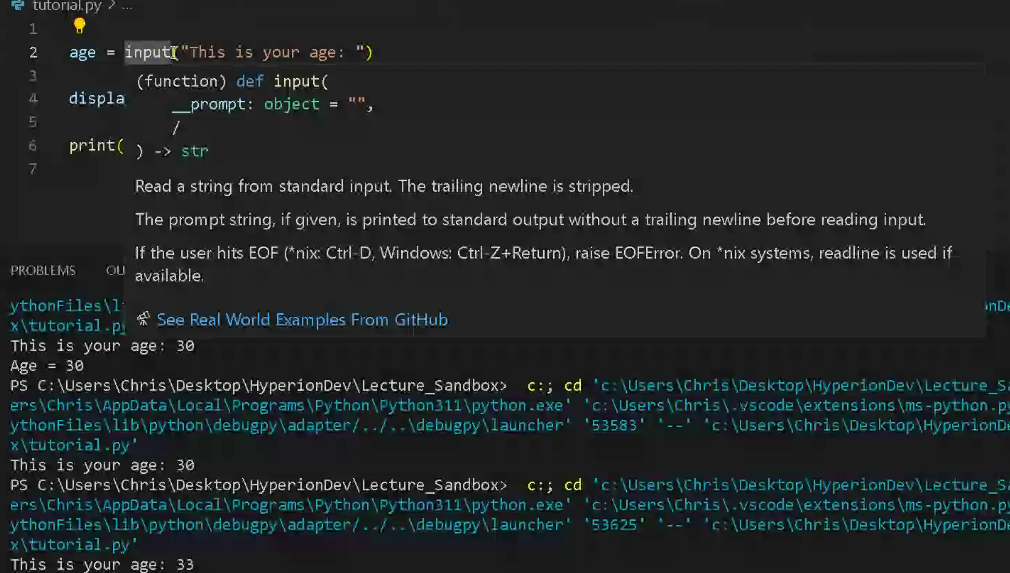 tutorial.py > ...
1
2 age = input("This is your age: ")
3
(function) def input(
4 displa __prompt: object = "",
5 /
6 print( ) -> str
7
Read a string from standard input. The trailing newline is stripped.
The prompt string, if given, is printed to standard output without a trailing newline before reading input.
If the user hits EOF (*nix: Ctrl-D, Windows: Ctrl-Z+Return), raise EOFError. On *nix systems, readline is used if
available.
See Real World Examples From GitHub
PROBLEMS OU
ythonFiles\l
x\tutorial.py
This is your age: 30
Age = 30
PS C:\Users\Chris\Desktop\HyperionDev\Lecture_Sandbox> c:; cd 'c:\Users\Chris\Desktop\HyperionDev\Lecture_Sa
ers\Chris\AppData\Local\Programs\Python\Python311\python.exe' 'c:\Users\Chris\.vscode\extensions\ms-python.py
ythonFiles\lib\python\debugpy\adapter/../..\debugpy\launcher' '53583' '--' 'c:\Users\Chris\Desktop\HyperionDe
x\tutorial.py'
This is your age: 30
PS C:\Users\Chris\Desktop\HyperionDev\Lecture_Sandbox> c:; cd 'c:\Users\Chris\Desktop\HyperionDev\Lecture_Sa
ers\Chris\AppData\Local\Programs\Python\Python311\python.exe' 'c:\Users\Chris\.vscode\extensions\ms-python.py
ythonFiles\lib\python\debugpy\adapter/../..\debugpy\launcher' '53625' '--' 'c:\Users\Chris\Desktop\HyperionDe
x\tutorial.py'
This is your age: 33